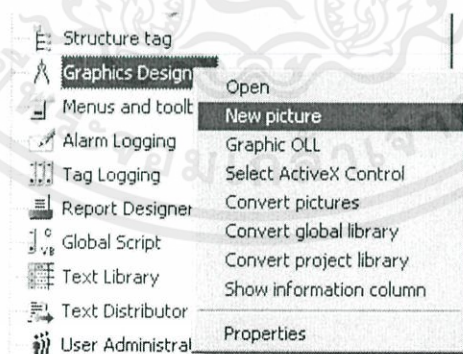 Structure tag
Graphics Design
Menus and toolb
Alarm Logging
Tag Logging
Report Designer
Global Script
Text Library
Text Distributor
User Administrat
Open
New picture
Graphic OLL
Select ActiveX Control
Convert pictures
Convert global library
Convert project library
Show information column
Properties